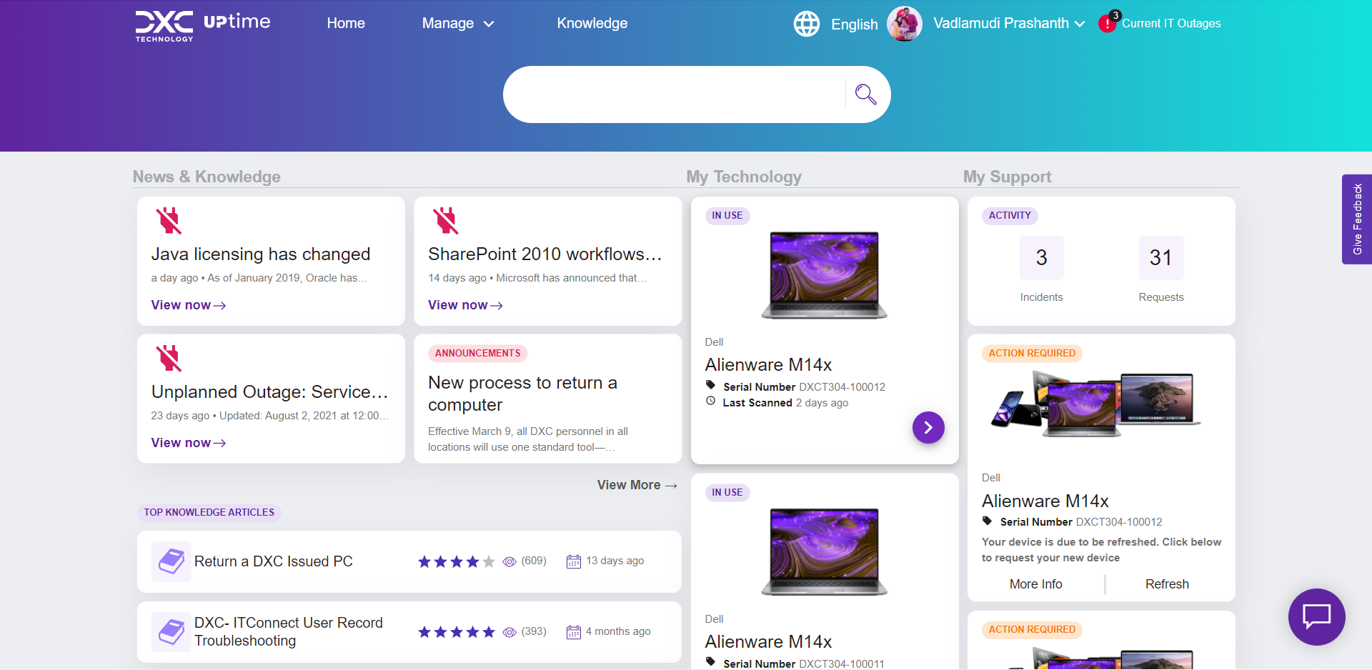 DXC
TECHNOLOGY
UPtime
Home
Manage
Knowledge
English
Vadlamudi Prashanth
!
3
Current IT Outages
Give Feedback
News & Knowledge
Java licensing has changed
a day ago • As of January 2019, Oracle has...
View now→
SharePoint 2010 workflows...
14 days ago • Microsoft has announced that...
View now→
Unplanned Outage: Service...
23 days ago • Updated: August 2, 2021 at 12:00...
View now→
ANNOUNCEMENTS
New process to return a
computer
Effective March 9, all DXC personnel in all
locations will use one standard tool—...
View More →
TOP KNOWLEDGE ARTICLES
Return a DXC Issued PC
(609)
13 days ago
DXC- ITConnect User Record
Troubleshooting
(393)
4 months ago
My Technology
IN USE
Dell
Alienware M14x
Serial Number DXCT304-100012
Last Scanned 2 days ago
IN USE
Dell
Alienware M14x
Serial Number DXCT304-100011
My Support
ACTIVITY
3
Incidents
31
Requests
ACTION REQUIRED
Dell
Alienware M14x
Serial Number DXCT304-100012
Your device is due to be refreshed. Click below
to request your new device
More Info
Refresh
ACTION REQUIRED